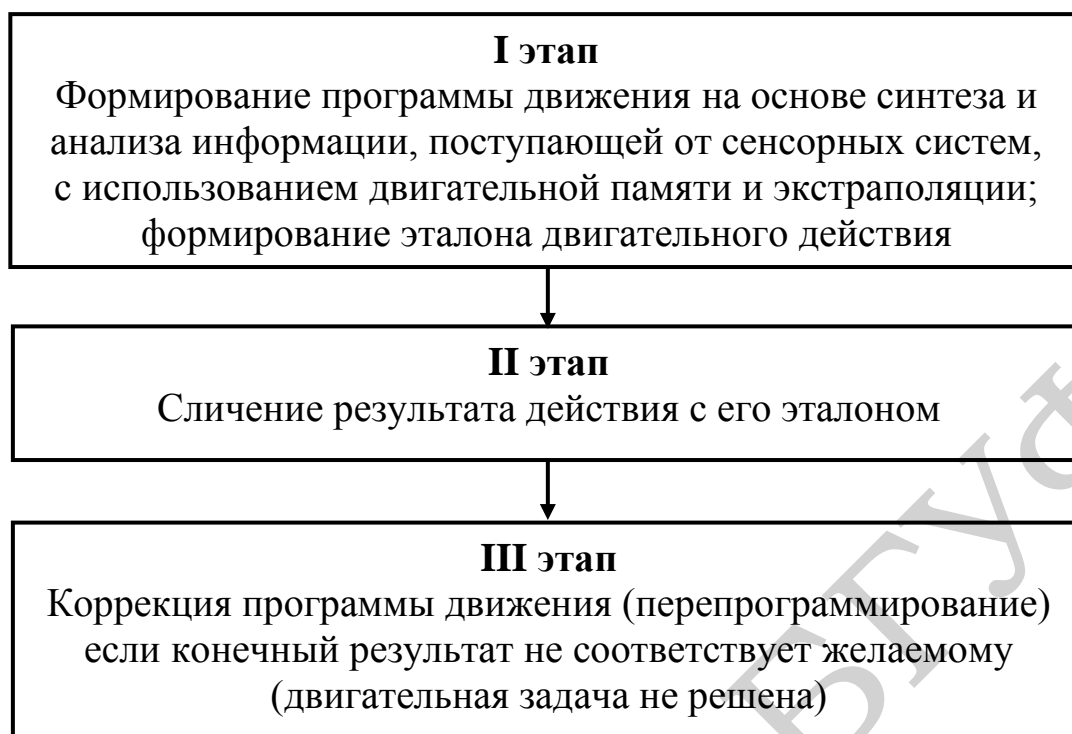 I этап
Формирование программы движения на основе синтеза и
анализа информации, поступающей от сенсорных систем,
с использованием двигательной памяти и экстраполяции;
формирование эталона двигательного действия
II этап
Сличение результата действия с его эталоном
III этап
Коррекция программы движения (перепрограммирование)
если конечный результат не соответствует желаемому
(двигательная задача не решена)